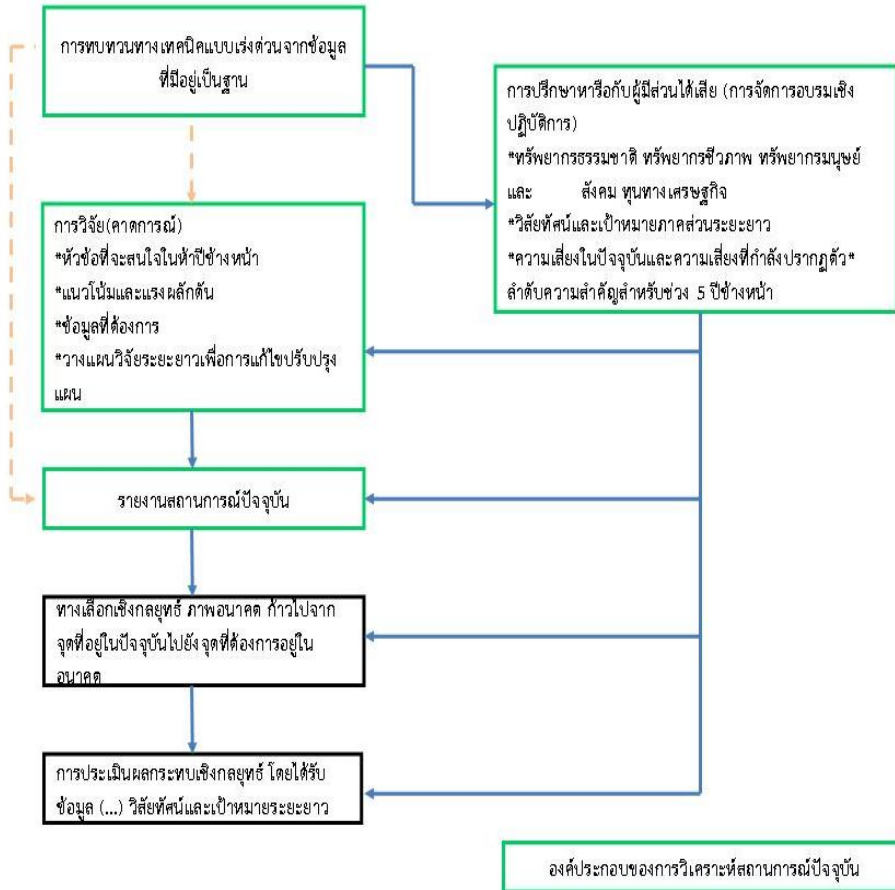 การทบทวนทางเทคนิคแบบเร่งด่วนจากข้อมูล
ที่มีอยู่เป็นฐาน
การปรึกษาหารือกับผู้มีส่วนได้เสีย (การจัดการอบรมเชิง
ปฏิบัติการ)
*ทรัพยากรธรรมชาติ ทรัพยากรชีวภาพ ทรัพยากรมนุษย์
และ สังคม ทุนทางเศรษฐกิจ
*วิสัยทัศน์และเป้าหมายภาคส่วนระยะยาว
*ความเสี่ยงในปัจจุบันและความเสี่ยงที่กำลังปรากฏตัว*
ลำดับความสำคัญสำหรับช่วง 5 ปีข้างหน้า
การวิจัย(คาดการณ์)
*หัวข้อที่จะสนใจในห้าปีข้างหน้า
*แนวโน้มและแรงผลักดัน
*ข้อมูลที่ต้องการ
*วางแผนวิจัยระยะยาวเพื่อการแก้ไขปรับปรุง
แผน
รายงานสถานการณ์ปัจจุบัน
ทางเลือกเชิงกลยุทธ์ ภาพอนาคต ก้าวไปจาก
จุดที่อยู่ในปัจจุบันไปยังจุดที่ต้องการอยู่ใน
อนาคต
การประเมินผลกระทบเชิงกลยุทธ์ โดยได้รับ
ข้อมูล (...) วิสัยทัศน์และเป้าหมายระยะยาว
องค์ประกอบของการวิเคราะห์สถานการณ์ปัจจุบัน